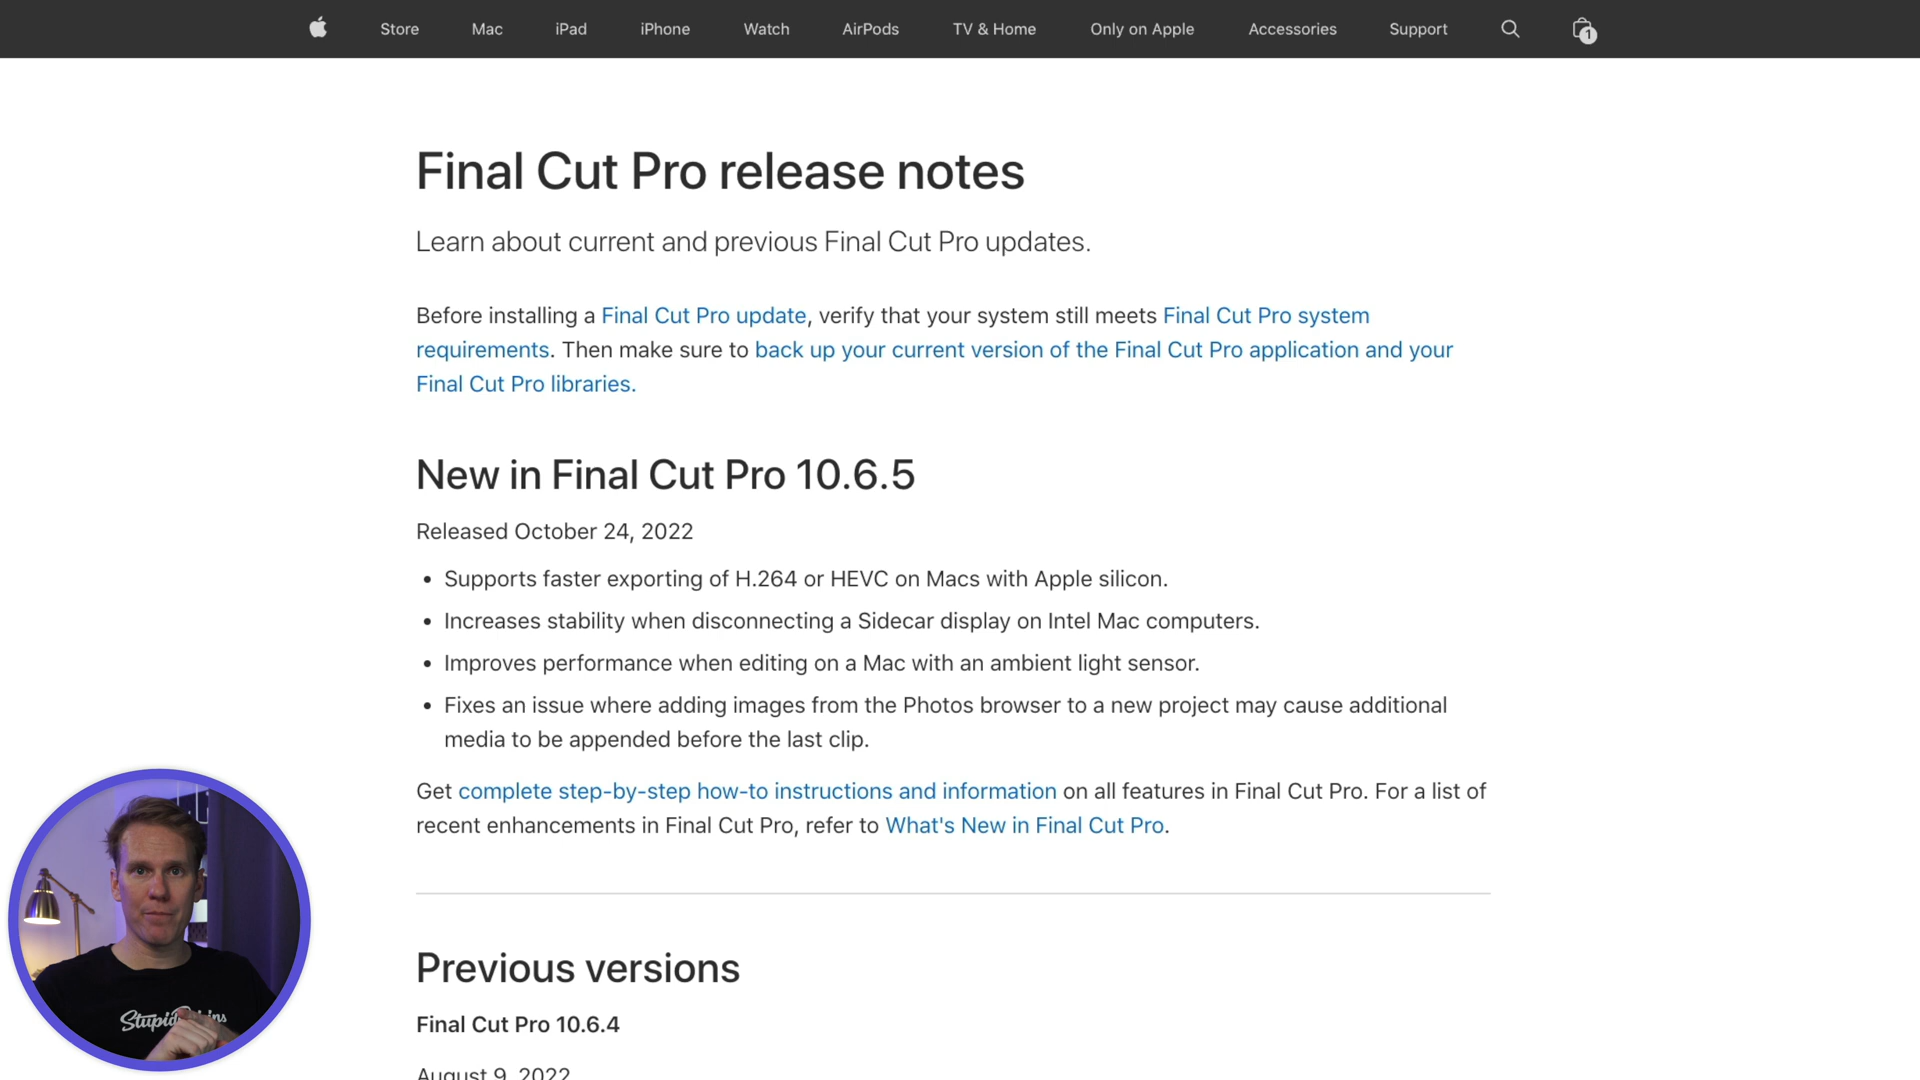 Store Mac iPad iPhone Watch AirPods TV & Home Only on Apple Accessories Support 1
Final Cut Pro release notes
Learn about current and previous Final Cut Pro updates.
Before installing a Final Cut Pro update, verify that your system still meets Final Cut Pro system
requirements. Then make sure to back up your current version of the Final Cut Pro application and your
Final Cut Pro libraries.
New in Final Cut Pro 10.6.5
Released October 24, 2022
• Supports faster exporting of H.264 or HEVC on Macs with Apple silicon.
• Increases stability when disconnecting a Sidecar display on Intel Mac computers.
• Improves performance when editing on a Mac with an ambient light sensor.
• Fixes an issue where adding images from the Photos browser to a new project may cause additional
media to be appended before the last clip.
Get complete step-by-step how-to instructions and information on all features in Final Cut Pro. For a list of
recent enhancements in Final Cut Pro, refer to What's New in Final Cut Pro.
Previous versions
Final Cut Pro 10.6.4
August 9, 2022